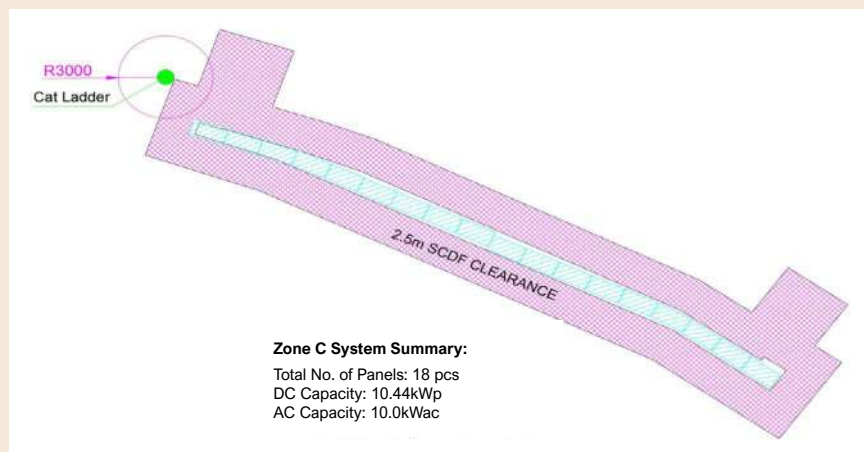 R3000
Cat Ladder
2.5m SCDF CLEARANCE
Zone C System Summary:
Total No. of Panels: 18 pcs
DC Capacity: 10.44kWp
AC Capacity: 10.0kWac